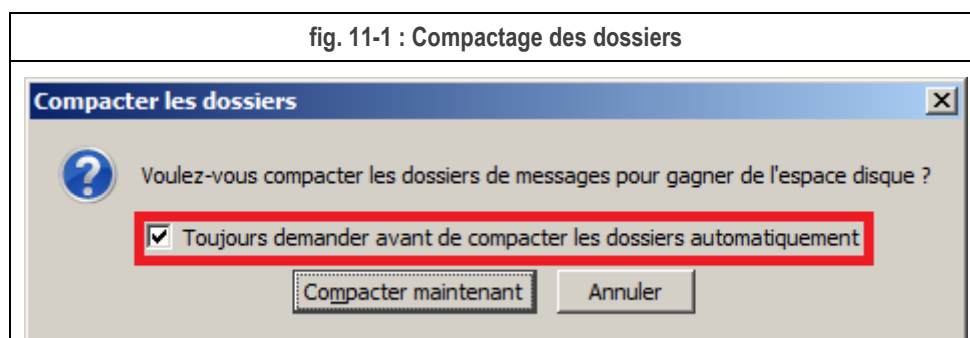 fig. 11-1 : Compactage des dossiers
Compacter les dossiers
Voulez-vous compacter les dossiers de messages pour gagner de l'espace disque ?
Toujours demander avant de compacter les dossiers automatiquement
Compacter maintenant Annuler